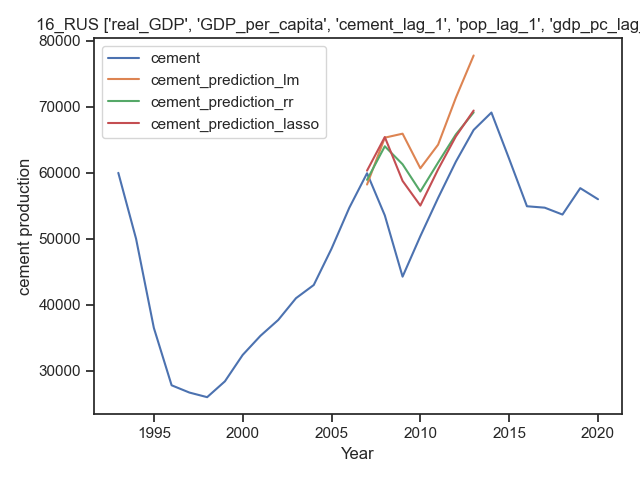 16_RUS ['real_GDP', 'GDP_per_capita', 'cement_lag_1', 'pop_lag_1', 'gdp_pc_lag_
80000
70000
60000
50000
40000
30000
cement production
cement
cement_prediction_lm
cement_prediction_rr
cement_prediction_lasso
1995 2000 2005 2010 2015 2020
Year